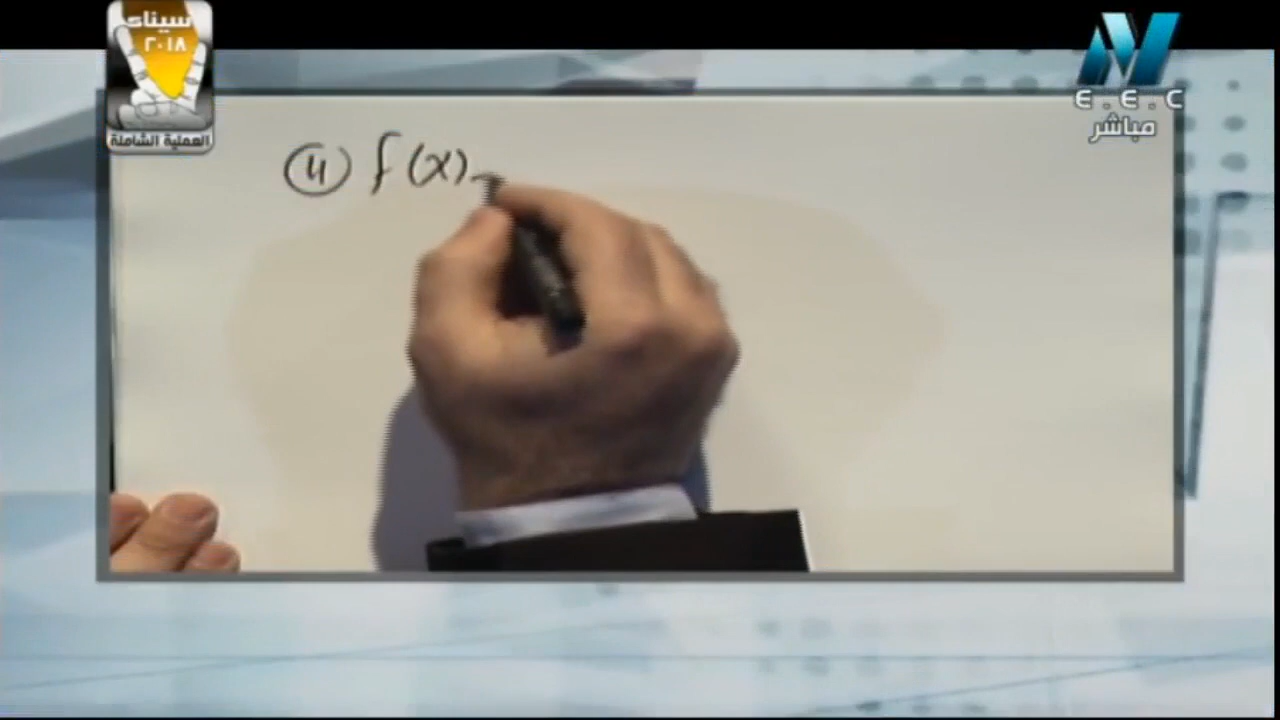 سيناء
٢٠١٨
العملية الشاملة
E.E.C
مباشر
④ f(x)